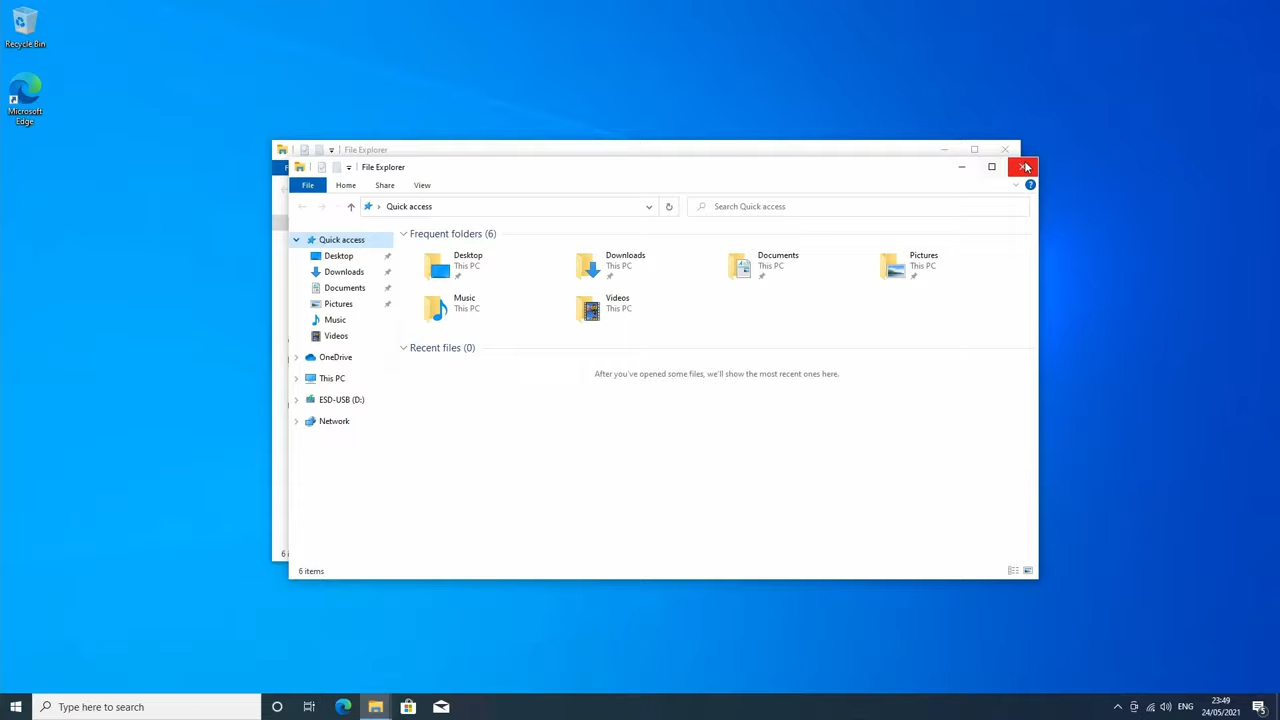 Recycle Bin
Microsoft
Edge
File Explorer
File Explorer
File
Home
Share
View
Quick access
Search Quick access
Quick access
Desktop
Downloads
Documents
Pictures
Music
Videos
OneDrive
This PC
ESD-USB (D:)
Network
Frequent folders (6)
Desktop
This PC
Downloads
This PC
Documents
This PC
Pictures
This PC
Music
This PC
Videos
This PC
Recent files (0)
After you've opened some files, we'll show the most recent ones here.
6 items
Type here to search
ENG
23:49
24/05/2021